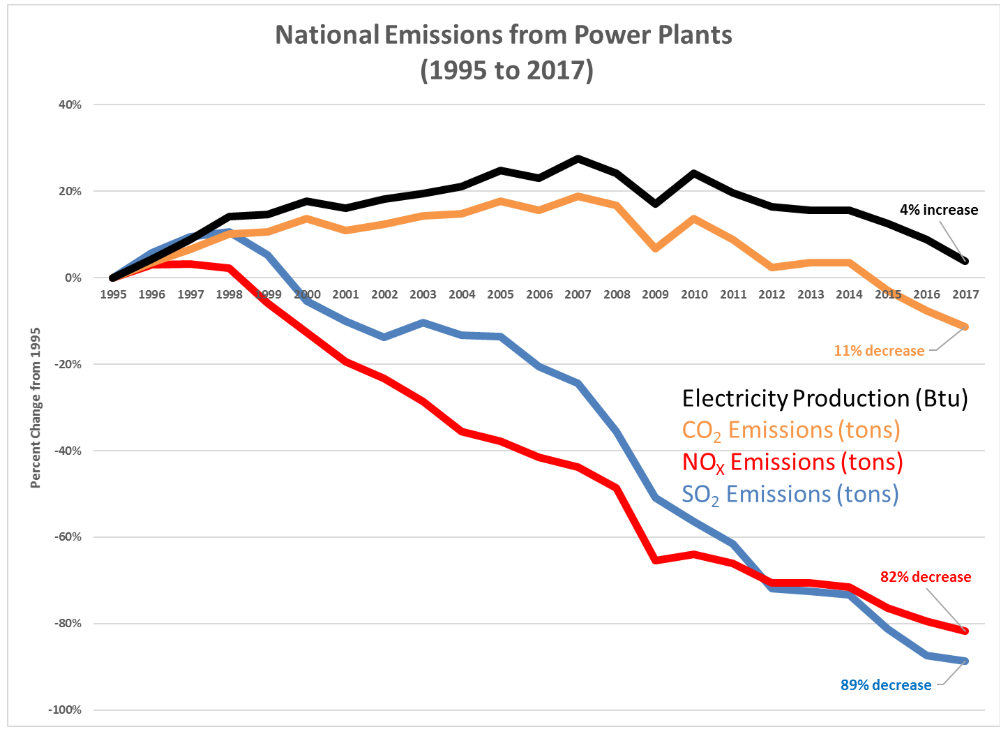 National Emissions from Power Plants
(1995 to 2017)
40%
20%
0%
-20%
-40%
-60%
-80%
-100%
Percent Change from 1995
1995 1996 1997 1998 1999 2000 2001 2002 2003 2004 2005 2006 2007 2008 2009 2010 2011 2012 2013 2014 2015 2016 2017
4% increase
11% decrease
Electricity Production (Btu)
CO₂ Emissions (tons)
NOX Emissions (tons)
SO₂ Emissions (tons)
82% decrease
89% decrease